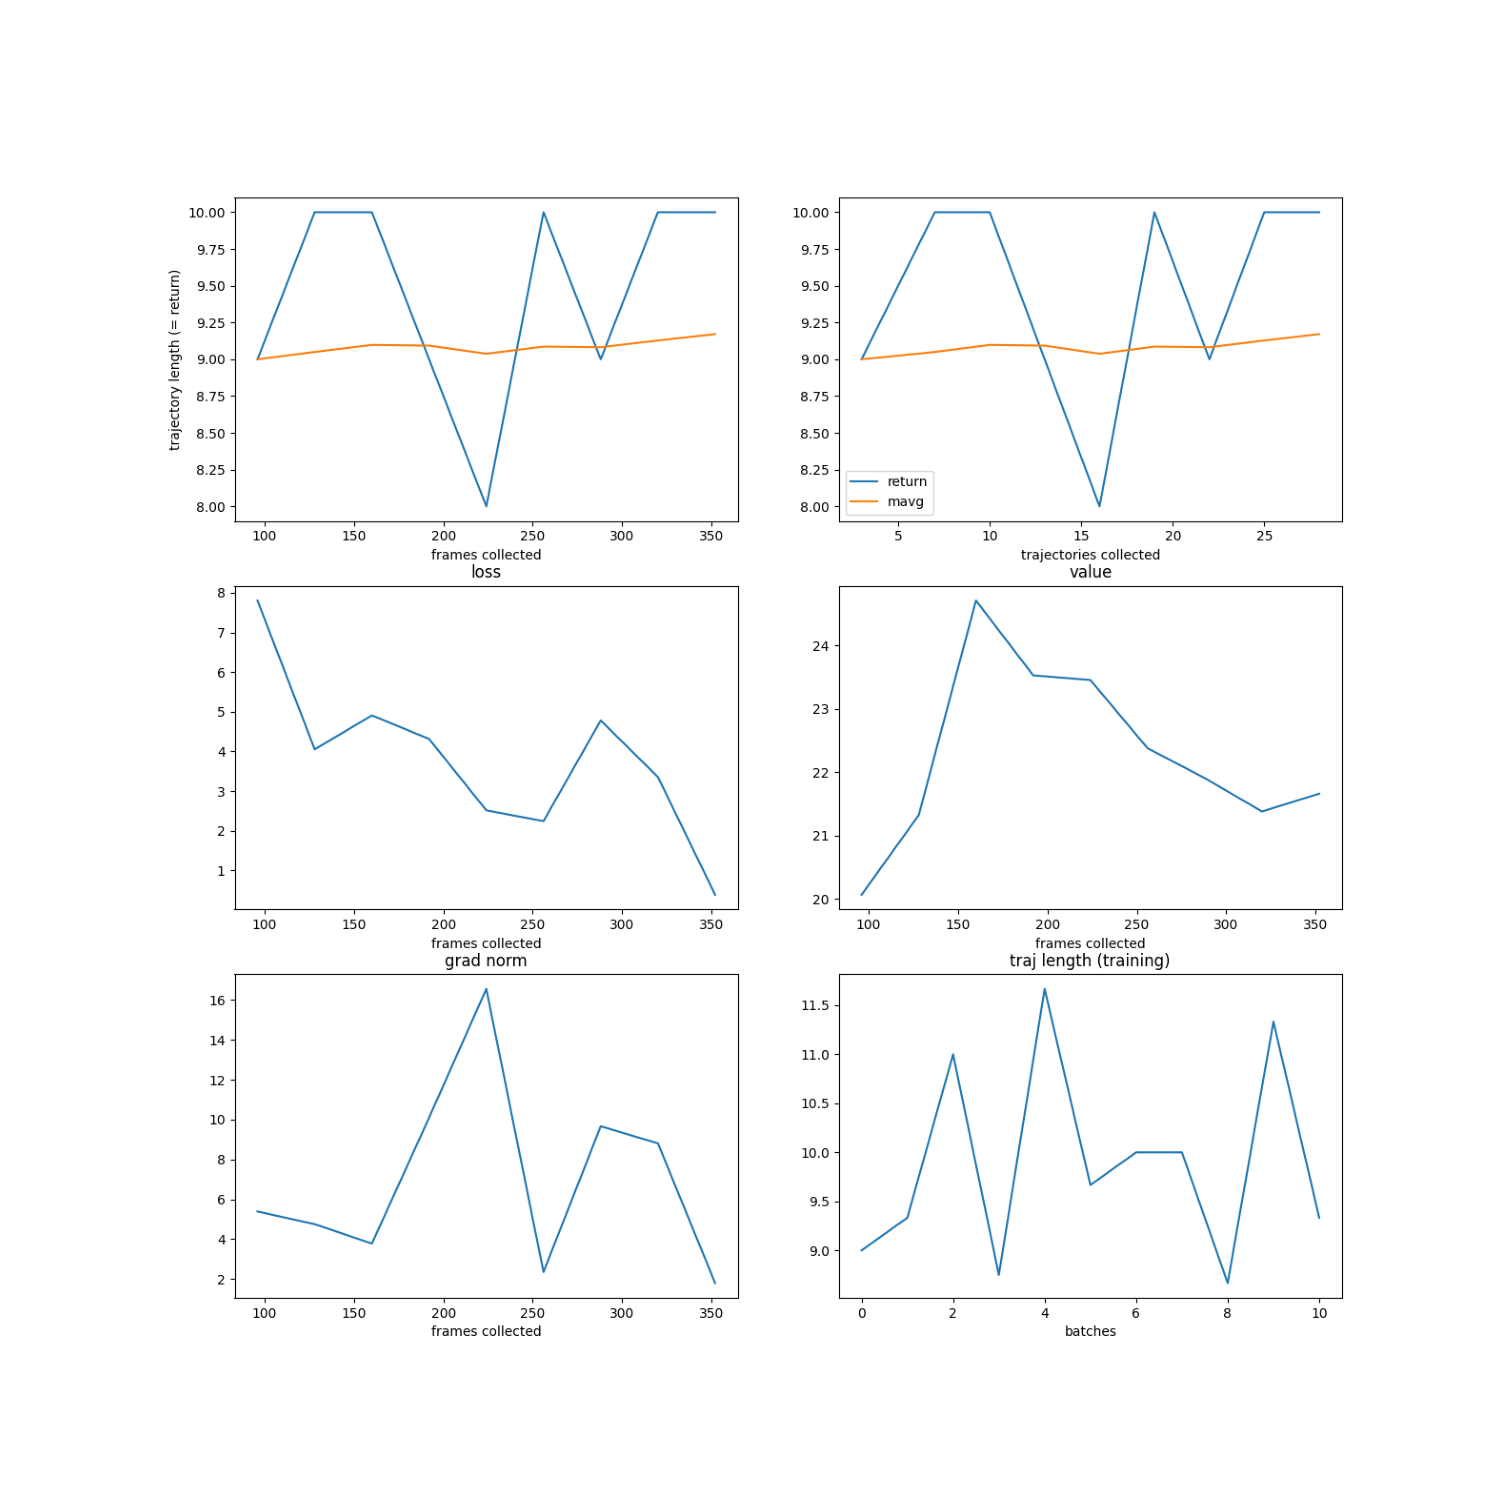 10.00
9.75
9.50
9.25
9.00
8.75
8.50
8.25
8.00
trajectory length (= return)
100 150 200 250 300 350
frames collected
10.00
9.75
9.50
9.25
9.00
8.75
8.50
8.25
8.00
return
mavg
5 10 15 20 25
trajectories collected
loss
8
7
6
5
4
3
2
1
100 150 200 250 300 350
frames collected
value
24
23
22
21
20
100 150 200 250 300 350
frames collected
grad norm
16
14
12
10
8
6
4
2
100 150 200 250 300 350
frames collected
traj length (training)
11.5
11.0
10.5
10.0
9.5
9.0
0 2 4 6 8 10
batches